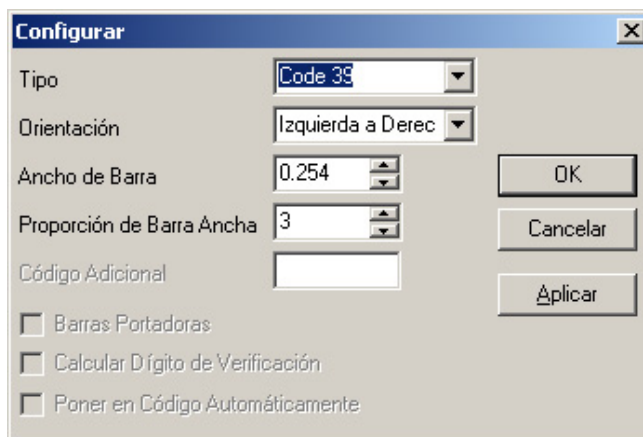 Configurar
Tipo
Code 39
Orientación
Izquierda a Derec
Ancho de Barra
0.254
OK
Proporción de Barra Ancha
3
Cancelar
Código Adicional
Aplicar
Barras Portadoras
Calcular Dígito de Verificación
Poner en Código Automáticamente